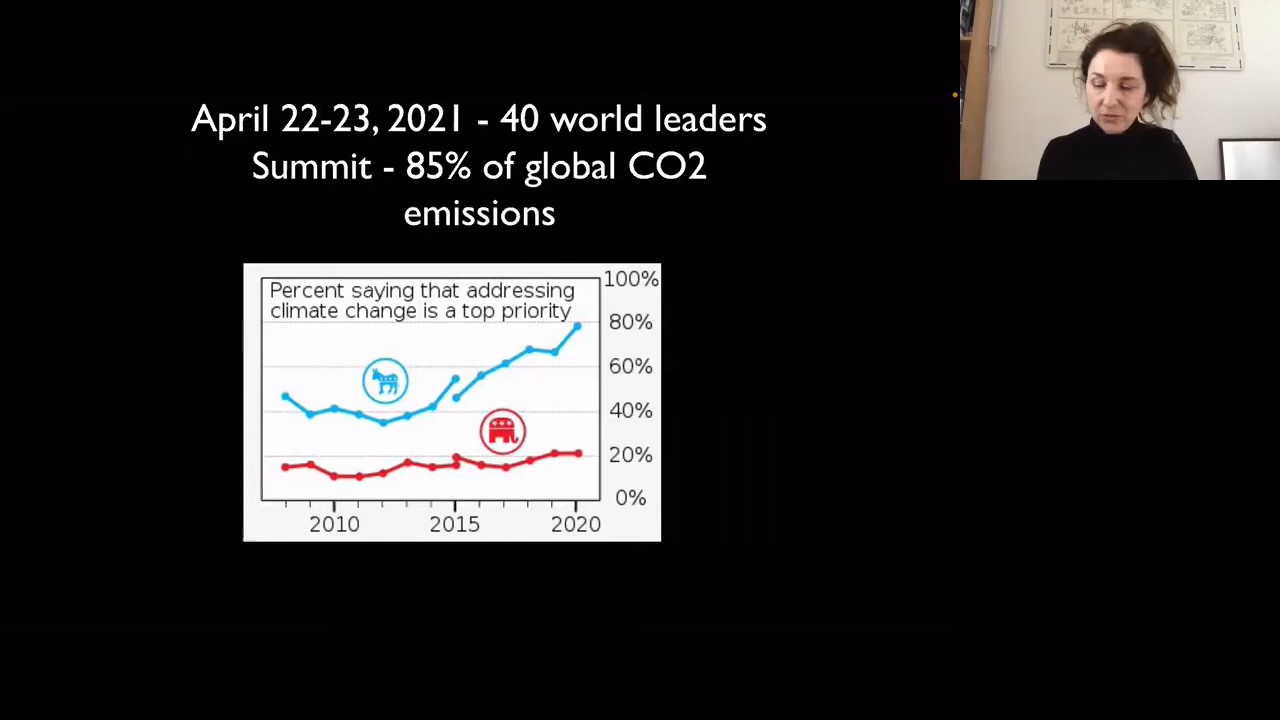 April 22-23, 2021 - 40 world leaders
Summit - 85% of global CO2
emissions
Percent saying that addressing
climate change is a top priority
100%
80%
60%
40%
20%
0%
2010 2015 2020